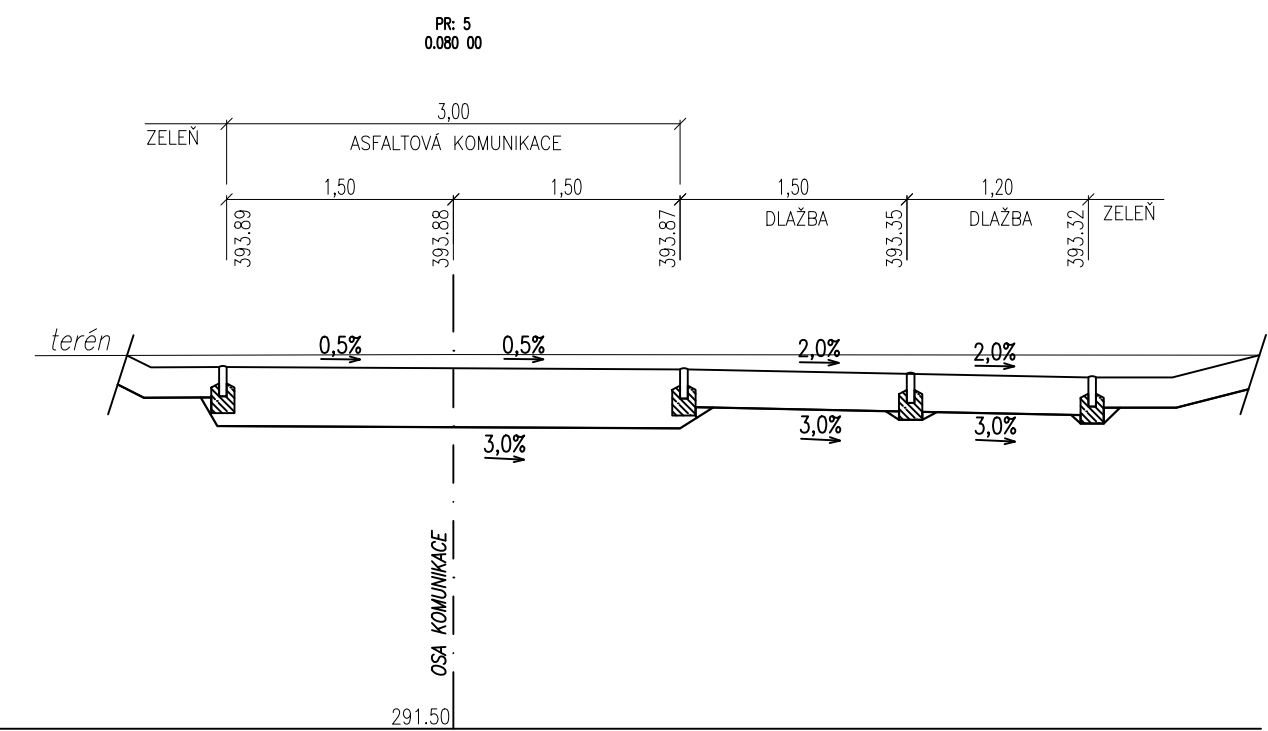 PR: 5
0.080 00
3,00
ZELEŇ
ASFALTOVÁ KOMUNIKACE
1,50
1,50
1,50
1,20
393.89
393.88
393.87
DLAŽBA
393.35
DLAŽBA
393.32
ZELEŇ
terén
0,5%
0,5%
2,0%
2,0%
3,0%
3,0%
3,0%
OSA KOMUNIKACE
291.50